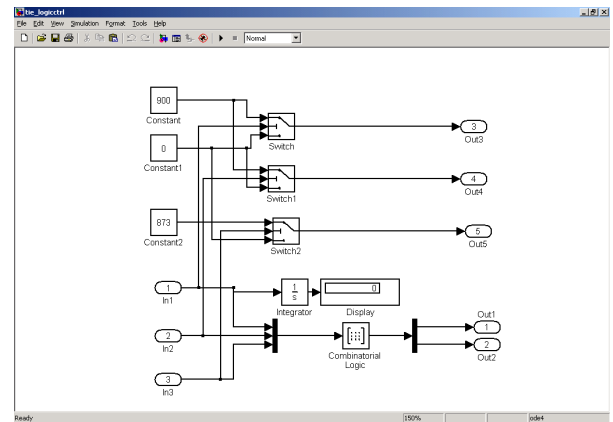 tie_logicctrl
File Edit View Simulation Format Tools Help
Normal
900
Constant
0
Constant1
873
Constant2
Switch
Switch1
Switch2
3
Out3
4
Out4
5
Out5
1
In1
2
In2
3
In3
1
s
Integrator
0
Display
Combinatorial
Logic
Out1
1
2
Out2
Ready
150%
ode4